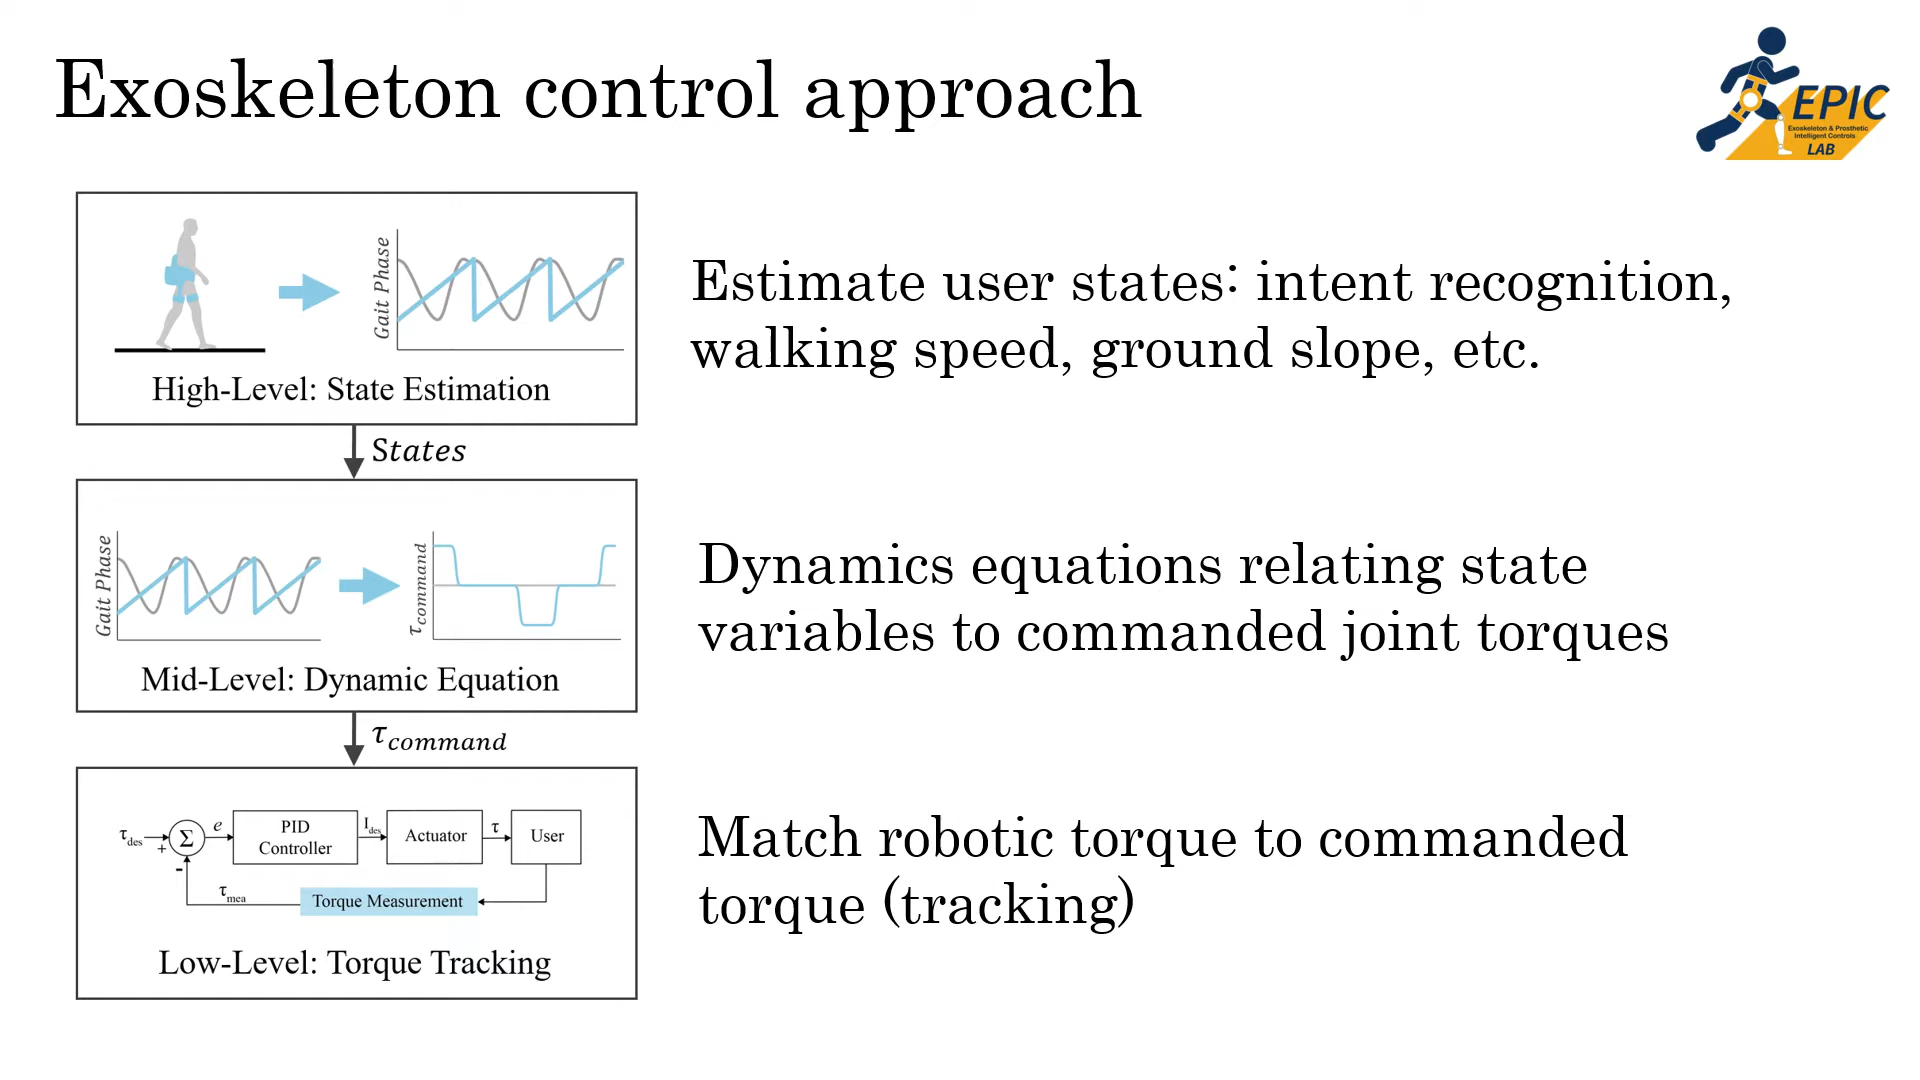 Exoskeleton control approach
EPIC
Exoskeleton & Prosthetic
Intelligent Controls
LAB
Gait Phase
High-Level: State Estimation
Estimate user states: intent recognition,
walking speed, ground slope, etc.
States
Gait Phase
τcommand
Mid-Level: Dynamic Equation
Dynamics equations relating state
variables to commanded joint torques
τcommand
τdes
+
-
Σ
e
PID
Controller
Ides
Actuator
τ
User
τmea
Torque Measurement
Low-Level: Torque Tracking
Match robotic torque to commanded
torque (tracking)